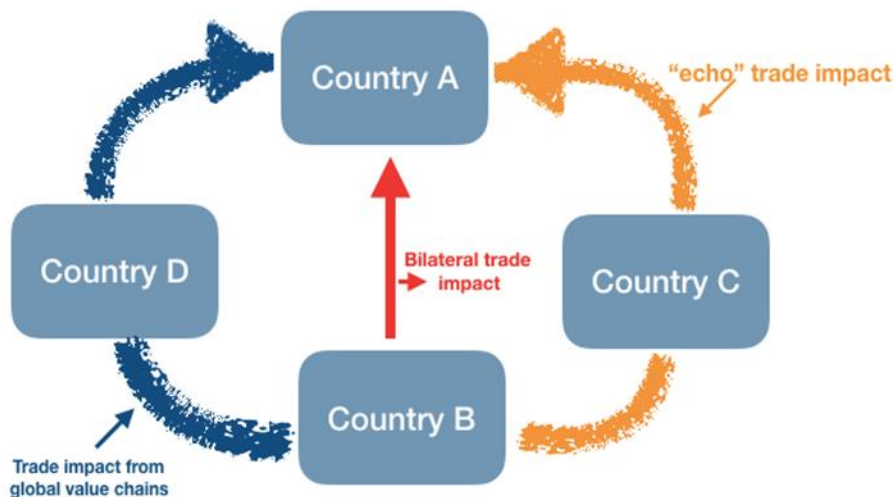 Country A
“echo” trade impact
Country D
Bilateral trade
impact
Country C
Country B
Trade impact from
global value chains